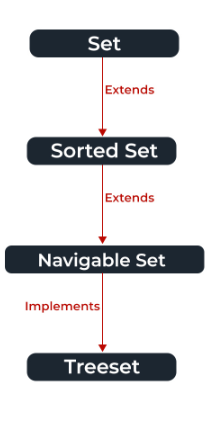 Set
Extends
Sorted Set
Extends
Navigable Set
Implements
Treeset